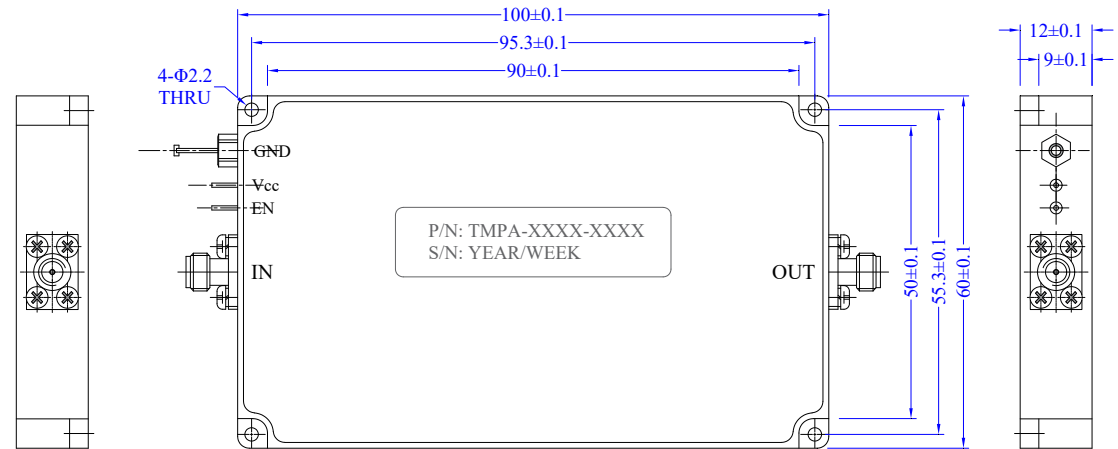 100±0.1
95.3±0.1
90±0.1
12±0.1
9±0.1
4-Φ2.2
THRU
GND
Vcc
EN
P/N: TMPA-XXXX-XXXX
S/N: YEAR/WEEK
IN
OUT
50±0.1
55.3±0.1
60±0.1